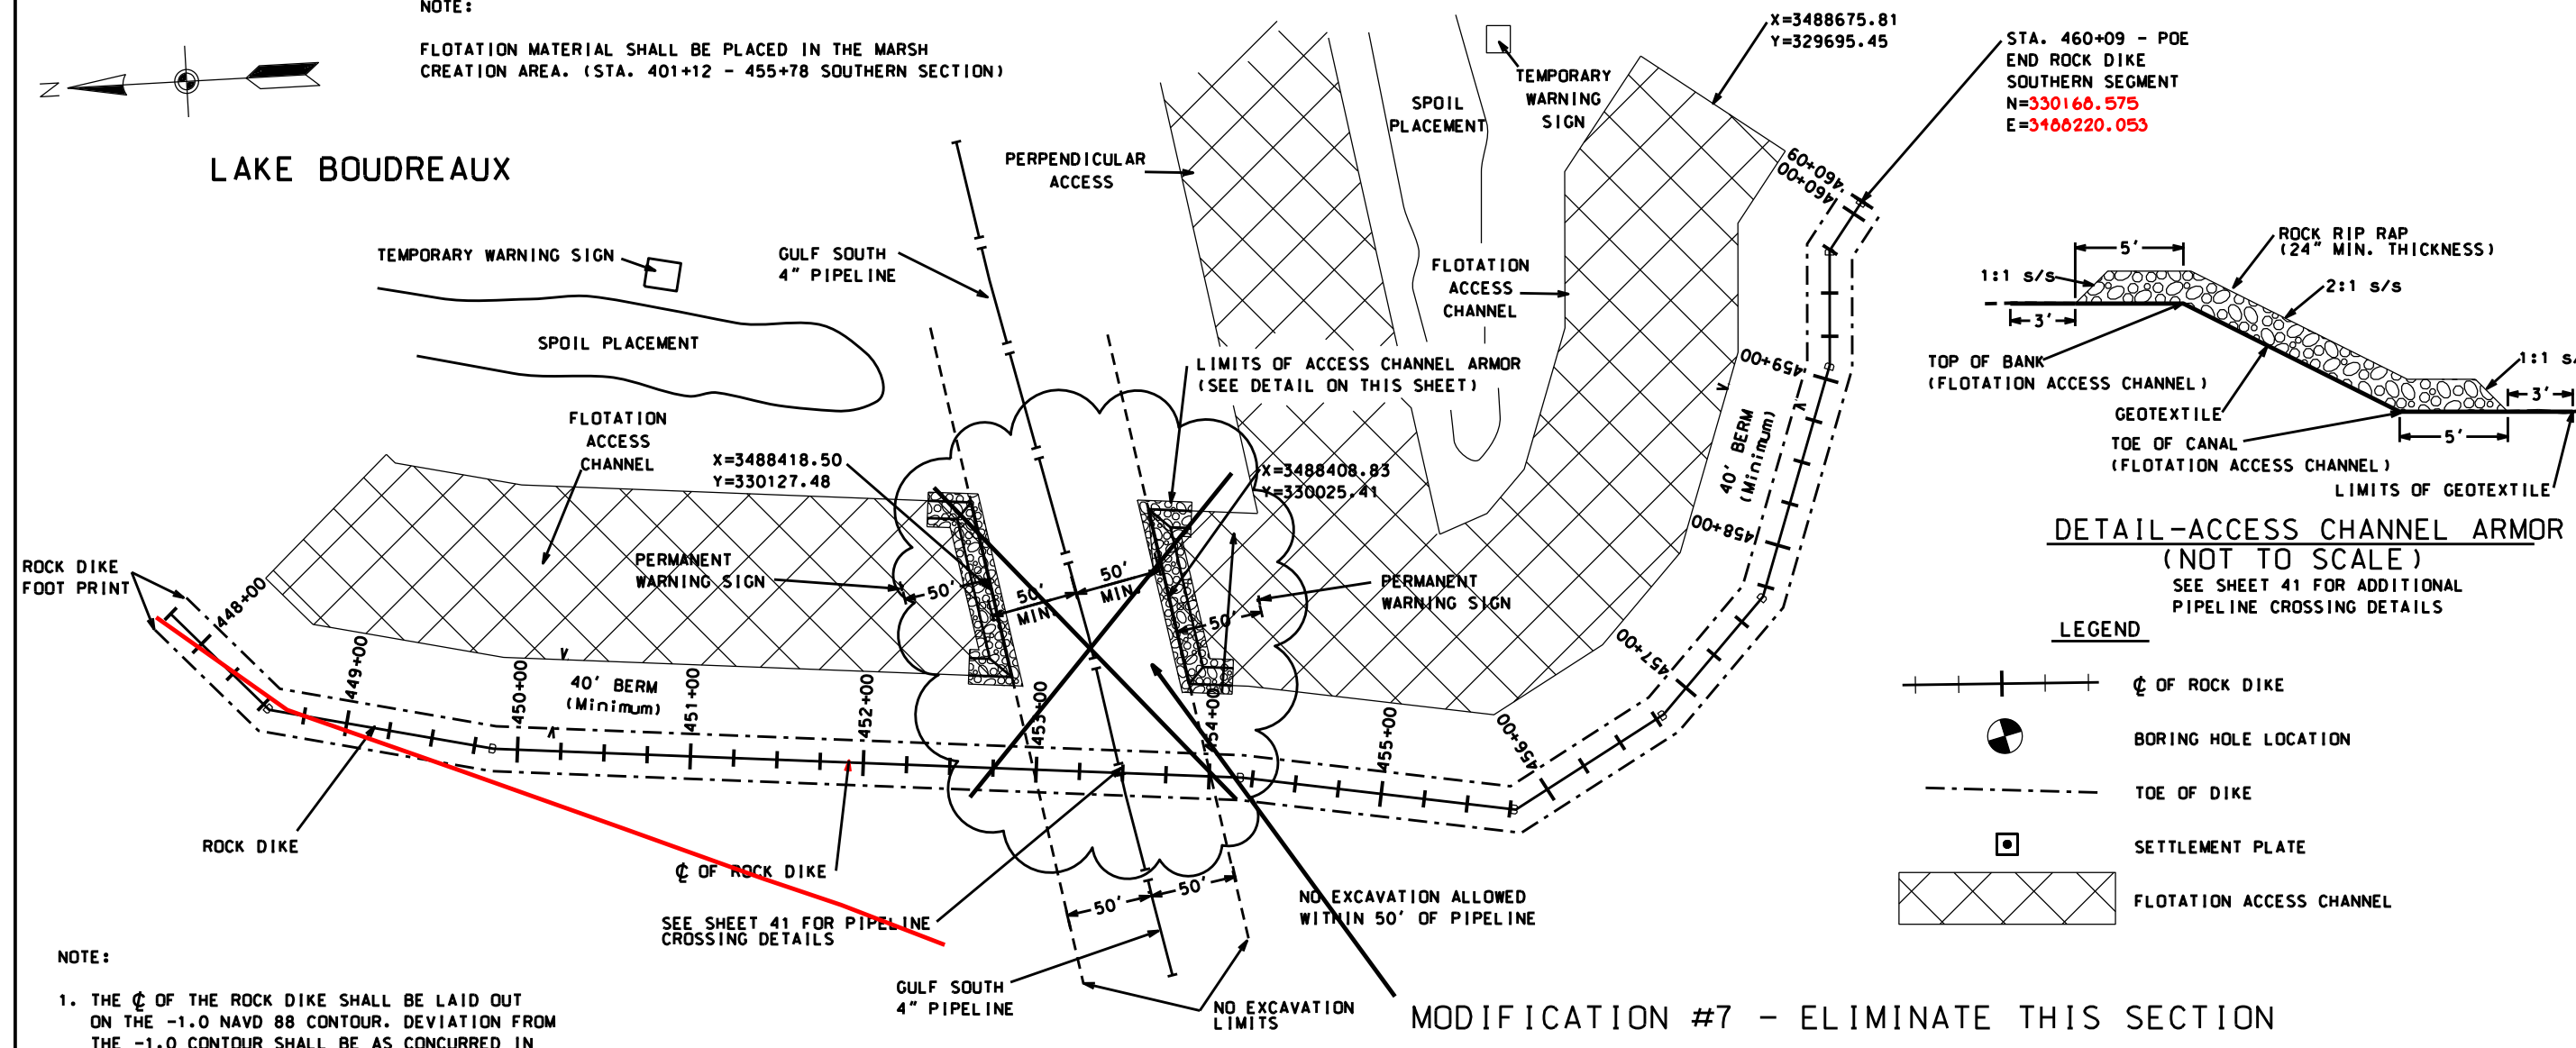 NOTE:
FLOTATION MATERIAL SHALL BE PLACED IN THE MARSH
CREATION AREA. (STA. 401+12 - 455+78 SOUTHERN SECTION)
N
LAKE BOUDREAUX
TEMPORARY WARNING SIGN
SPOIL PLACEMENT
GULF SOUTH
4" PIPELINE
PERPENDICULAR
ACCESS
SPOIL
PLACEMENT
TEMPORARY
WARNING
SIGN
X=3488675.81
Y=329695.45
STA. 460+09 - POE
END ROCK DIKE
SOUTHERN SEGMENT
N=330168.575
E=3488220.053
460+09
460+00
FLOTATION
ACCESS
CHANNEL
LIMITS OF ACCESS CHANNEL ARMOR
(SEE DETAIL ON THIS SHEET)
FLOTATION
ACCESS
CHANNEL
X=3488418.50
Y=330127.48
X=3488408.83
Y=330025.41
PERMANENT
WARNING SIGN
50'
50'
MIN.
50'
MIN.
50'
PERMANENT
WARNING SIGN
ROCK DIKE
FOOT PRINT
448+00
449+00
450+00
451+00
452+00
453+00
454+00
455+00
456+00
457+00
458+00
459+00
40' BERM
(Minimum)
40' BERM
(Minimum)
ROCK DIKE
℄ OF ROCK DIKE
SEE SHEET 41 FOR PIPELINE
CROSSING DETAILS
50'
50'
GULF SOUTH
4" PIPELINE
NO EXCAVATION
LIMITS
NO EXCAVATION ALLOWED
WITHIN 50' OF PIPELINE
MODIFICATION #7 - ELIMINATE THIS SECTION
5'
1:1 s/s
3'
ROCK RIP RAP
(24" MIN. THICKNESS)
2:1 s/s
TOP OF BANK
(FLOTATION ACCESS CHANNEL)
GEOTEXTILE
TOE OF CANAL
(FLOTATION ACCESS CHANNEL)
1:1 s/
3'
5'
LIMITS OF GEOTEXTILE
DETAIL-ACCESS CHANNEL ARMOR
(NOT TO SCALE)
SEE SHEET 41 FOR ADDITIONAL
PIPELINE CROSSING DETAILS
LEGEND
℄ OF ROCK DIKE
BORING HOLE LOCATION
TOE OF DIKE
SETTLEMENT PLATE
FLOTATION ACCESS CHANNEL
NOTE:
1. THE ℄ OF THE ROCK DIKE SHALL BE LAID OUT
ON THE -1.0 NAVD 88 CONTOUR. DEVIATION FROM
THE -1.0 CONTOUR SHALL BE AS CONCURRED IN